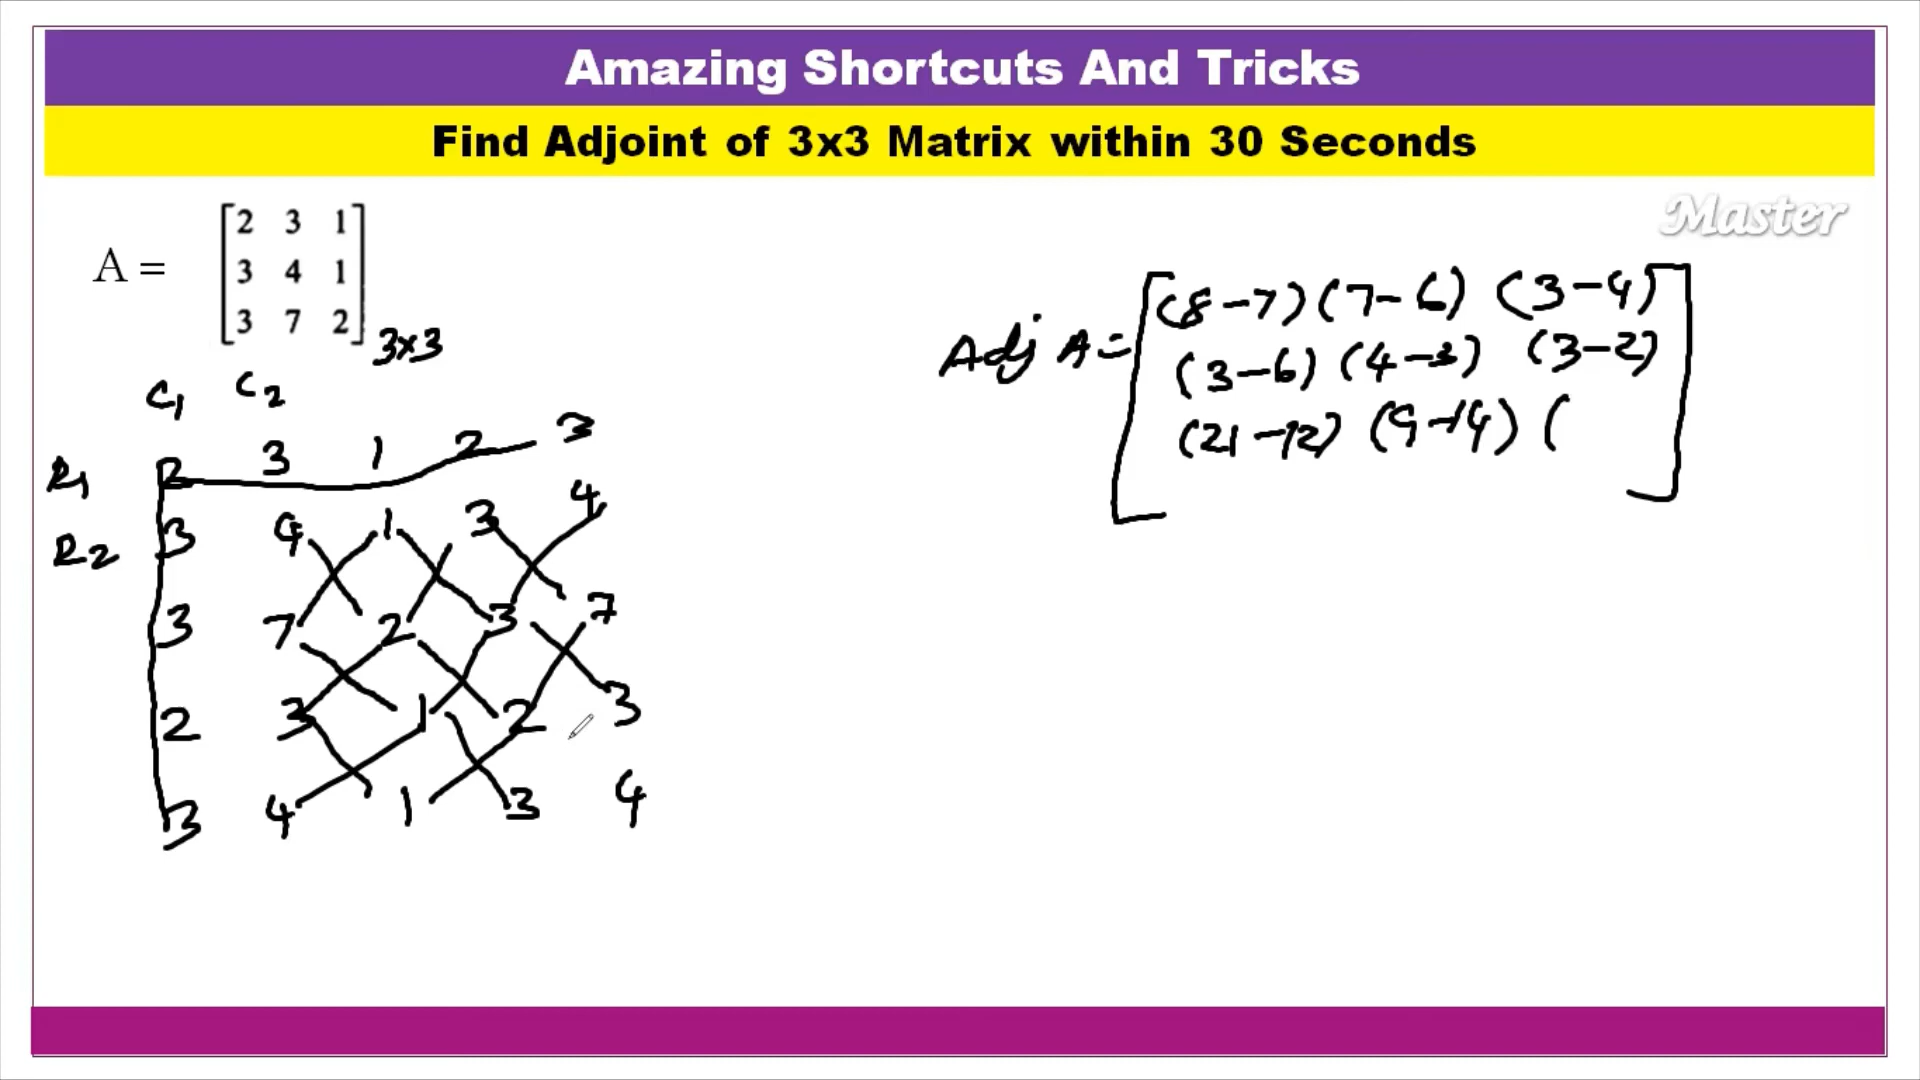 Amazing Shortcuts And Tricks
Find Adjoint of 3x3 Matrix within 30 Seconds
Master
A =
2 3 1
3 4 1
3 7 2
3×3
C1 C2
R1 2 3 1 2 3
R2 3 4 1 3 4
3 7 2 3 7
2 3 1 2 3
3 4 1 3 4
Adj A =
(8-7) (7-6) (3-4)
(3-6) (4-3) (3-2)
(21-12) (9-14) (